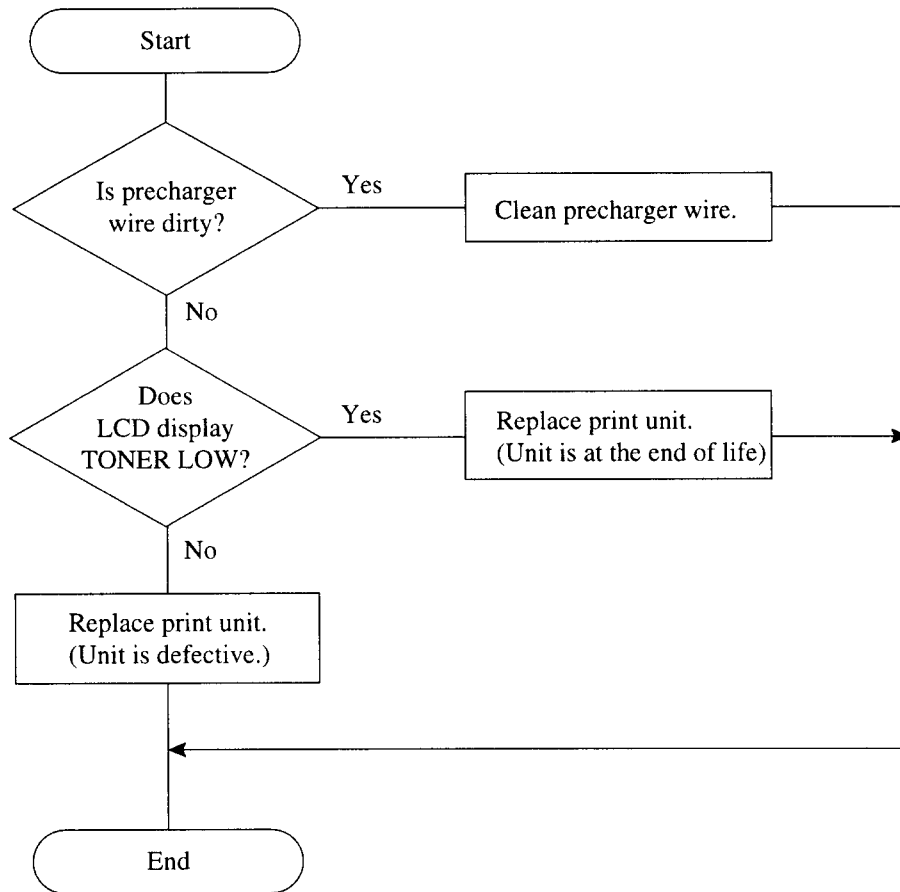 Start
Is precharger
wire dirty?
Yes
Clean precharger wire.
No
Does
LCD display
TONER LOW?
Yes
Replace print unit.
(Unit is at the end of life)
No
Replace print unit.
(Unit is defective.)
End